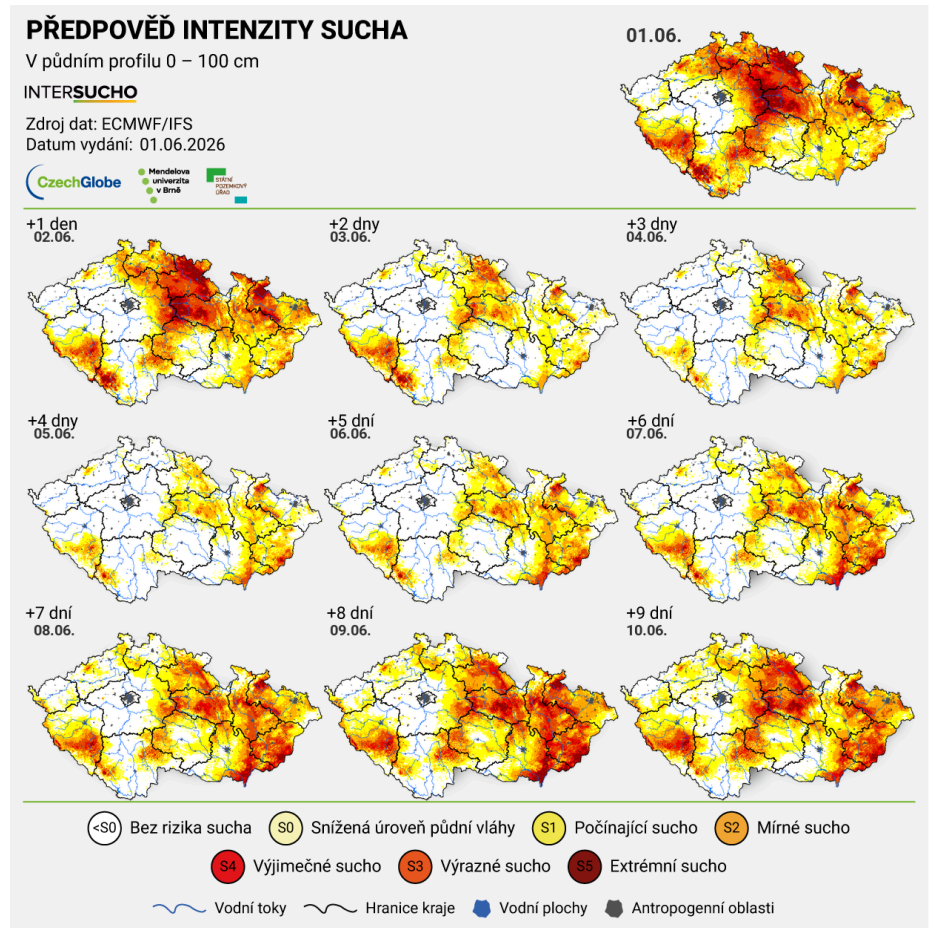 PŘEDPOVĚĎ INTENZITY SUCHA
V půdním profilu 0 – 100 cm
INTERSUCHO
Zdroj dat: ECMWF/IFS
Datum vydání: 01.06.2026
CzechGlobe
Mendelova
univerzita
v Brně
STÁTNÍ
POZEMKOVÝ
ÚŘAD
01.06.
+1 den
02.06.
+2 dny
03.06.
+3 dny
04.06.
+4 dny
05.06.
+5 dní
06.06.
+6 dní
07.06.
+7 dní
08.06.
+8 dní
09.06.
+9 dní
10.06.
<S0 Bez rizika sucha S0 Snížená úroveň půdní vláhy S1 Počínající sucho S2 Mírné sucho
S4 Výjimečné sucho S3 Výrazné sucho S5 Extrémní sucho
Vodní toky Hranice kraje Vodní plochy Antropogenní oblasti